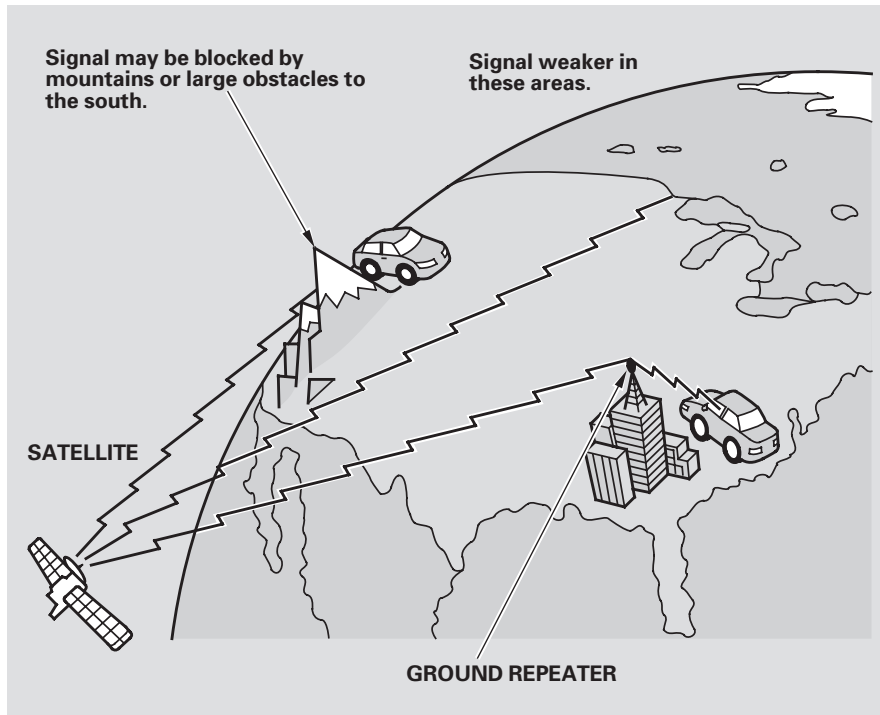 Signal may be blocked by
mountains or large obstacles to
the south.
Signal weaker in
these areas.
SATELLITE
GROUND REPEATER